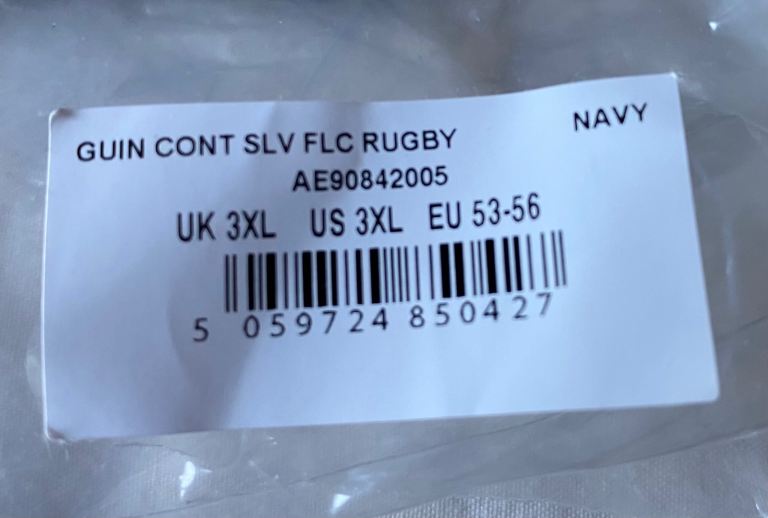 GUIN CONT SLV FLC RUGBY NAVY
AE90842005
UK 3XL US 3XL EU 53-56
5 059724 850427